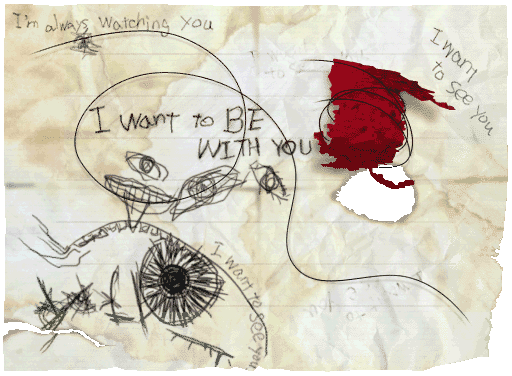 I'm always watching you
I want
to see you
I want to BE
WITH YOU
I want to see you